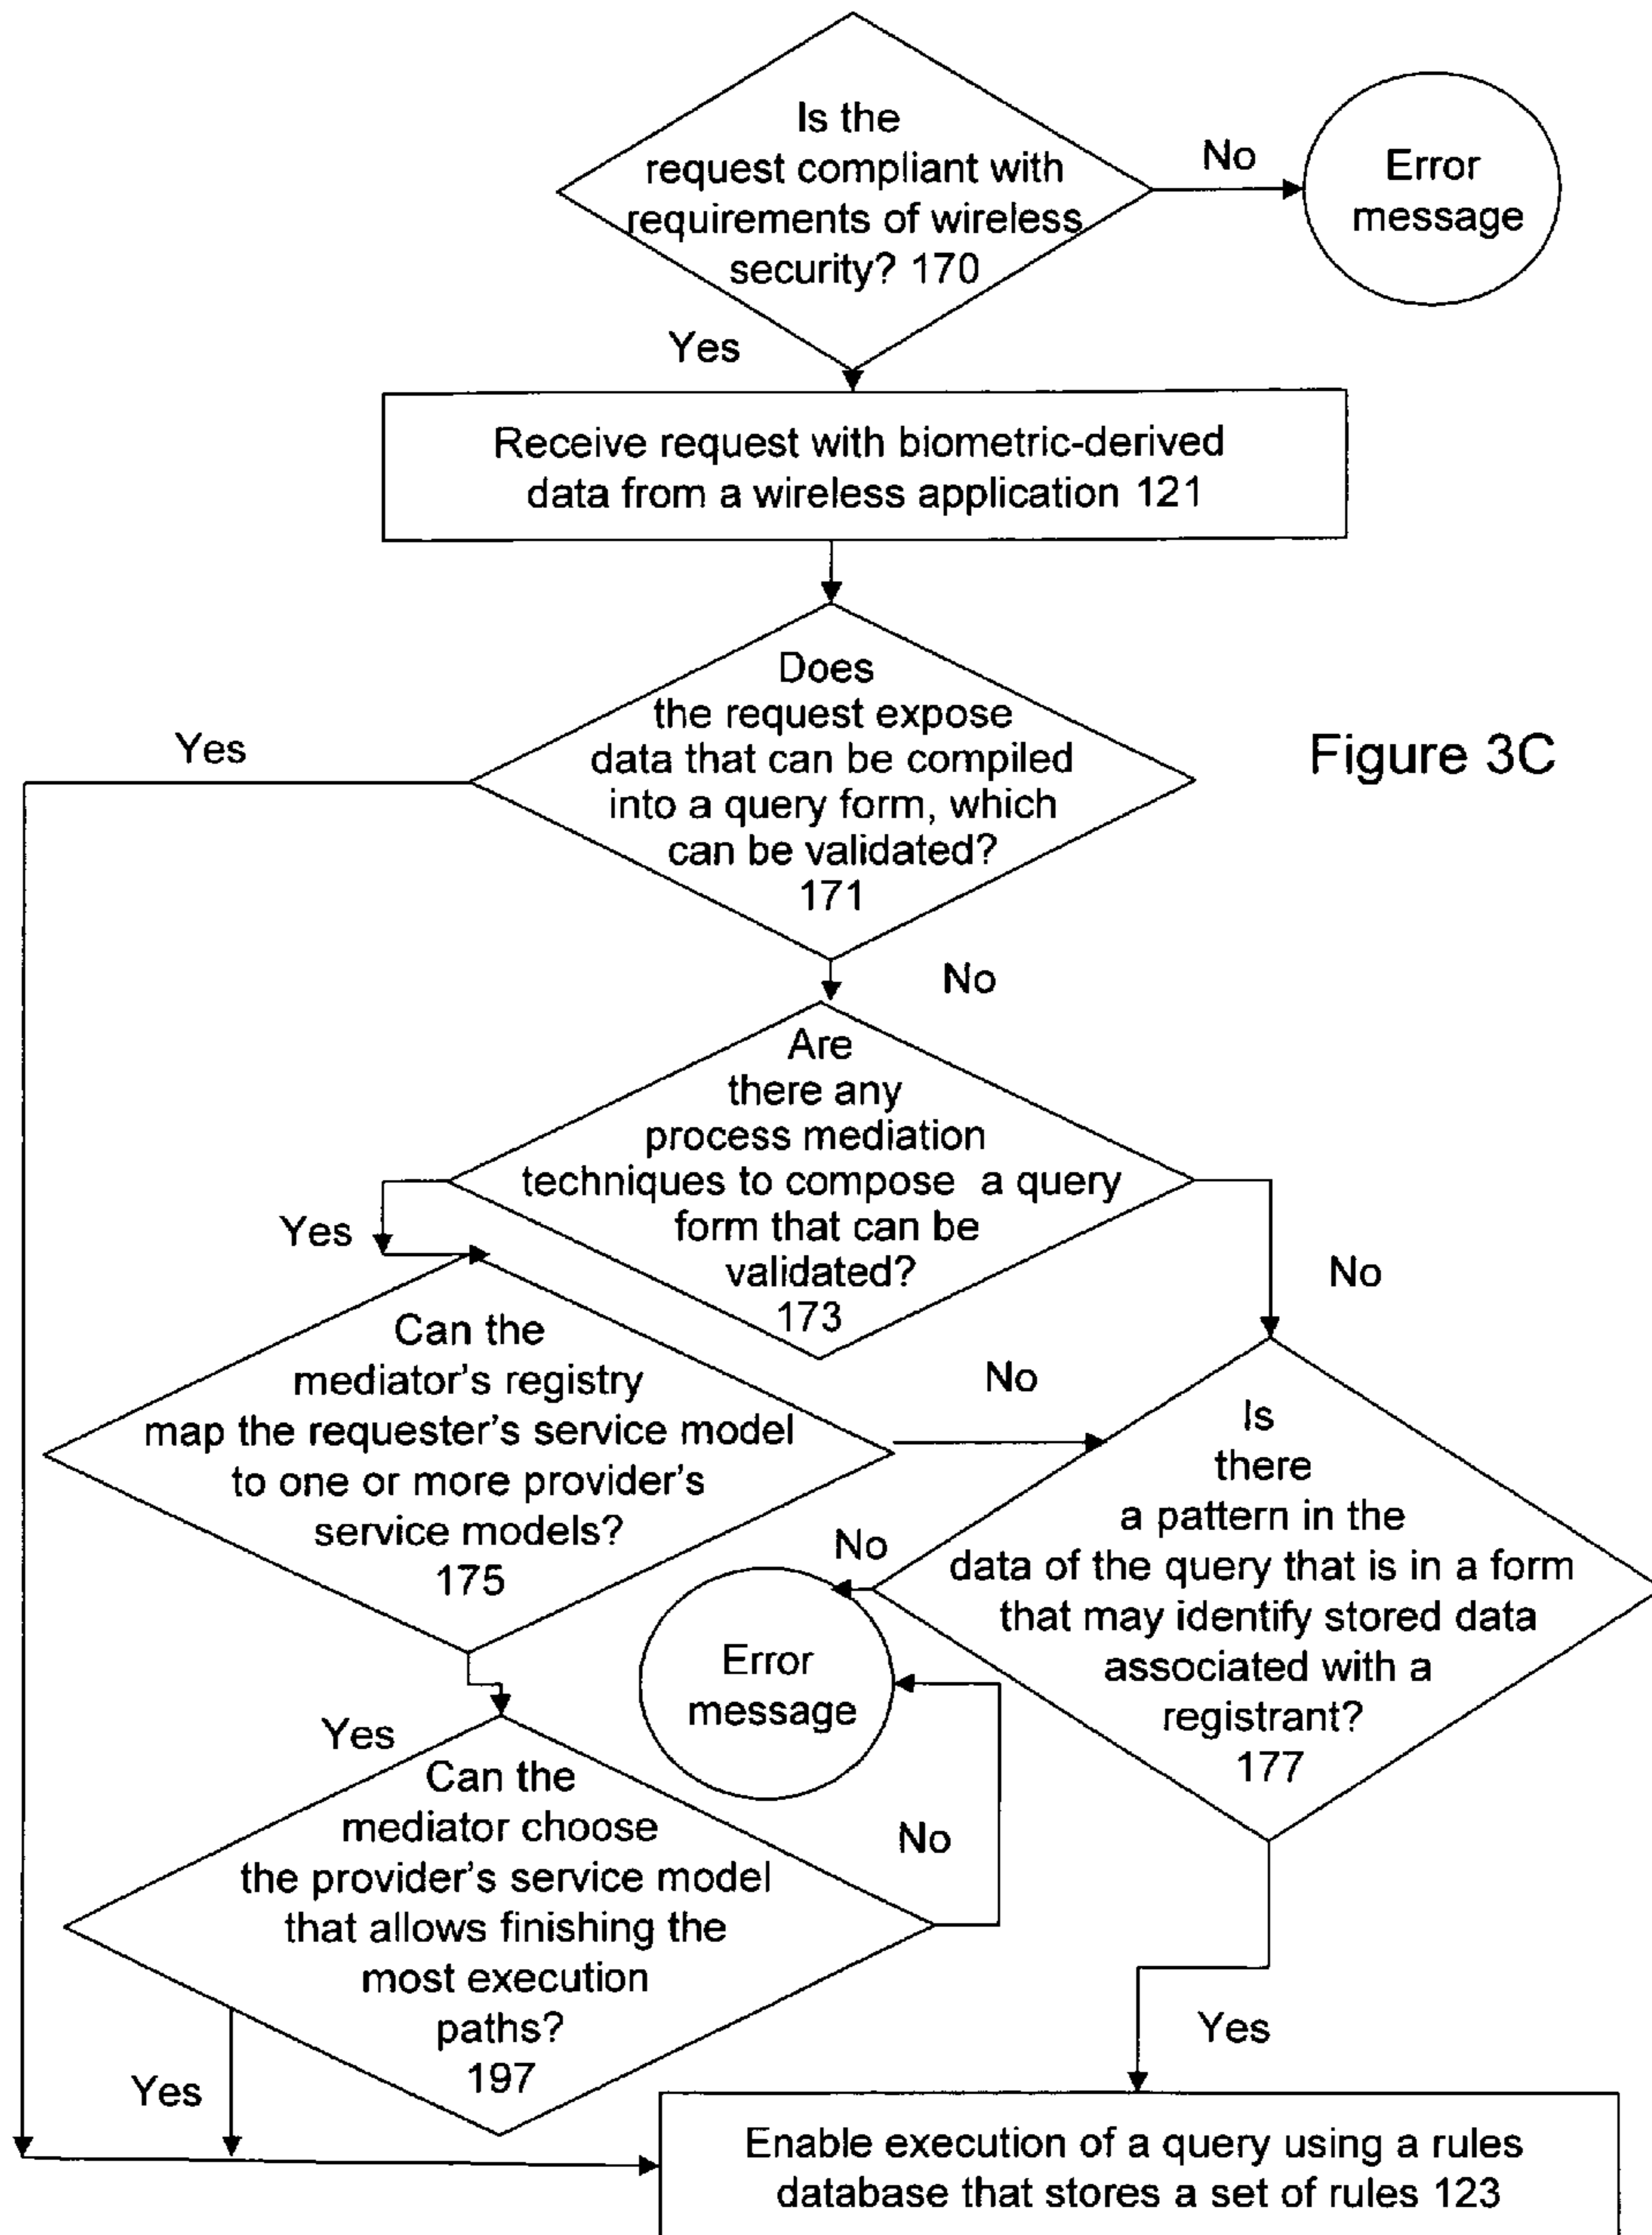 Is the
request compliant with
requirements of wireless
security? 170
No
Error
message
Yes
Receive request with biometric-derived
data from a wireless application 121
Does
the request expose
data that can be compiled
into a query form, which
can be validated?
171
Yes
Figure 3C
No
Are
there any
process mediation
techniques to compose a query
form that can be
validated?
173
Yes
No
Can the
mediator's registry
map the requester's service model
to one or more provider's
service models?
175
No
Is
there
a pattern in the
data of the query that is in a form
that may identify stored data
associated with a
registrant?
177
No
Error
message
Yes
Can the
mediator choose
the provider's service model
that allows finishing the
most execution
paths?
197
No
Yes
Yes
Enable execution of a query using a rules
database that stores a set of rules 123